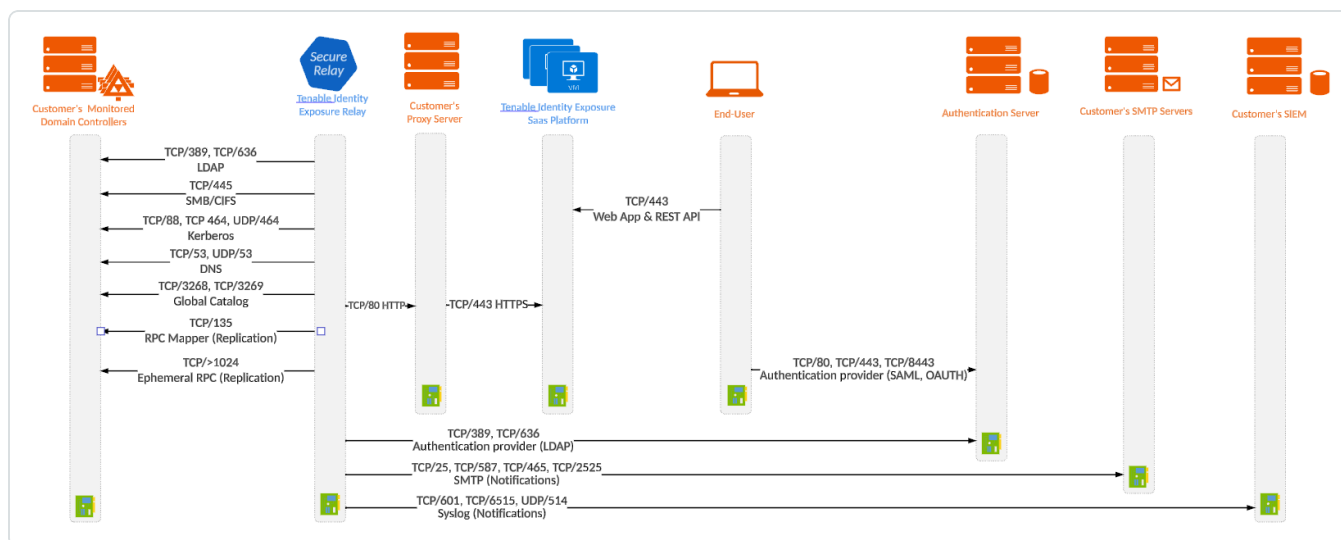 Secure
Relay
VM
Customer's Monitored
Domain Controllers
Tenable Identity
Exposure Relay
Customer's
Proxy Server
Tenable Identity Exposure
Saas Platform
End-User
Authentication Server
Customer's SMTP Servers
Customer's SIEM
TCP/389, TCP/636
LDAP
TCP/445
SMB/CIFS
TCP/88, TCP 464, UDP/464
Kerberos
TCP/53, UDP/53
DNS
TCP/3268, TCP/3269
Global Catalog
TCP/135
RPC Mapper (Replication)
TCP/>1024
Ephemeral RPC (Replication)
TCP/80 HTTP
TCP/443 HTTPS
TCP/443
Web App & REST API
TCP/80, TCP/443, TCP/8443
Authentication provider (SAML, OAUTH)
TCP/389, TCP/636
Authentication provider (LDAP)
TCP/25, TCP/587, TCP/465, TCP/2525
SMTP (Notifications)
TCP/601, TCP/6515, UDP/514
Syslog (Notifications)